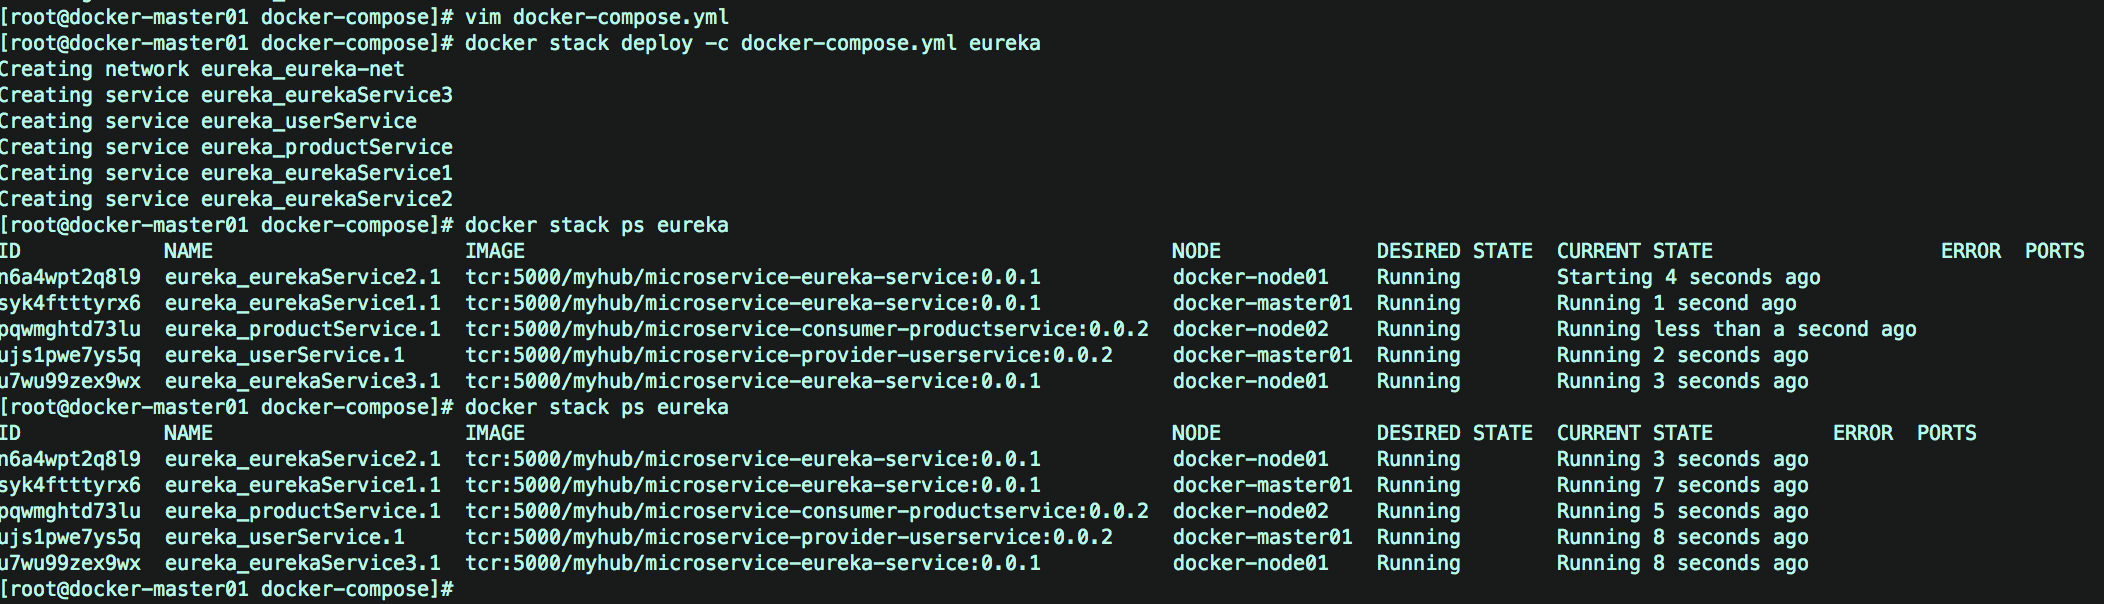 [root@docker-master01 docker-compose]# vim docker-compose.yml
[root@docker-master01 docker-compose]# docker stack deploy -c docker-compose.yml eureka
Creating network eureka_eureka-net
Creating service eureka_eurekaService3
Creating service eureka_userService
Creating service eureka_productService
Creating service eureka_eurekaService1
Creating service eureka_eurekaService2
[root@docker-master01 docker-compose]# docker stack ps eureka
ID            NAME                     IMAGE                                                      NODE             DESIRED STATE  CURRENT STATE                   ERROR  PORTS
n6a4wpt2q8l9  eureka_eurekaService2.1  tcr:5000/myhub/microservice-eureka-service:0.0.1           docker-node01    Running        Starting 4 seconds ago
syk4ftttyrx6  eureka_eurekaService1.1  tcr:5000/myhub/microservice-eureka-service:0.0.1           docker-master01  Running        Running 1 second ago
pqwmghtd73lu  eureka_productService.1  tcr:5000/myhub/microservice-consumer-productservice:0.0.2  docker-node02    Running        Running less than a second ago
ujs1pwe7ys5q  eureka_userService.1     tcr:5000/myhub/microservice-provider-userservice:0.0.2     docker-master01  Running        Running 2 seconds ago
u7wu99zex9wx  eureka_eurekaService3.1  tcr:5000/myhub/microservice-eureka-service:0.0.1           docker-node01    Running        Running 3 seconds ago
[root@docker-master01 docker-compose]# docker stack ps eureka
ID            NAME                     IMAGE                                                      NODE             DESIRED STATE  CURRENT STATE          ERROR  PORTS
n6a4wpt2q8l9  eureka_eurekaService2.1  tcr:5000/myhub/microservice-eureka-service:0.0.1           docker-node01    Running        Running 3 seconds ago
syk4ftttyrx6  eureka_eurekaService1.1  tcr:5000/myhub/microservice-eureka-service:0.0.1           docker-master01  Running        Running 7 seconds ago
pqwmghtd73lu  eureka_productService.1  tcr:5000/myhub/microservice-consumer-productservice:0.0.2  docker-node02    Running        Running 5 seconds ago
ujs1pwe7ys5q  eureka_userService.1     tcr:5000/myhub/microservice-provider-userservice:0.0.2     docker-master01  Running        Running 8 seconds ago
u7wu99zex9wx  eureka_eurekaService3.1  tcr:5000/myhub/microservice-eureka-service:0.0.1           docker-node01    Running        Running 8 seconds ago
[root@docker-master01 docker-compose]#